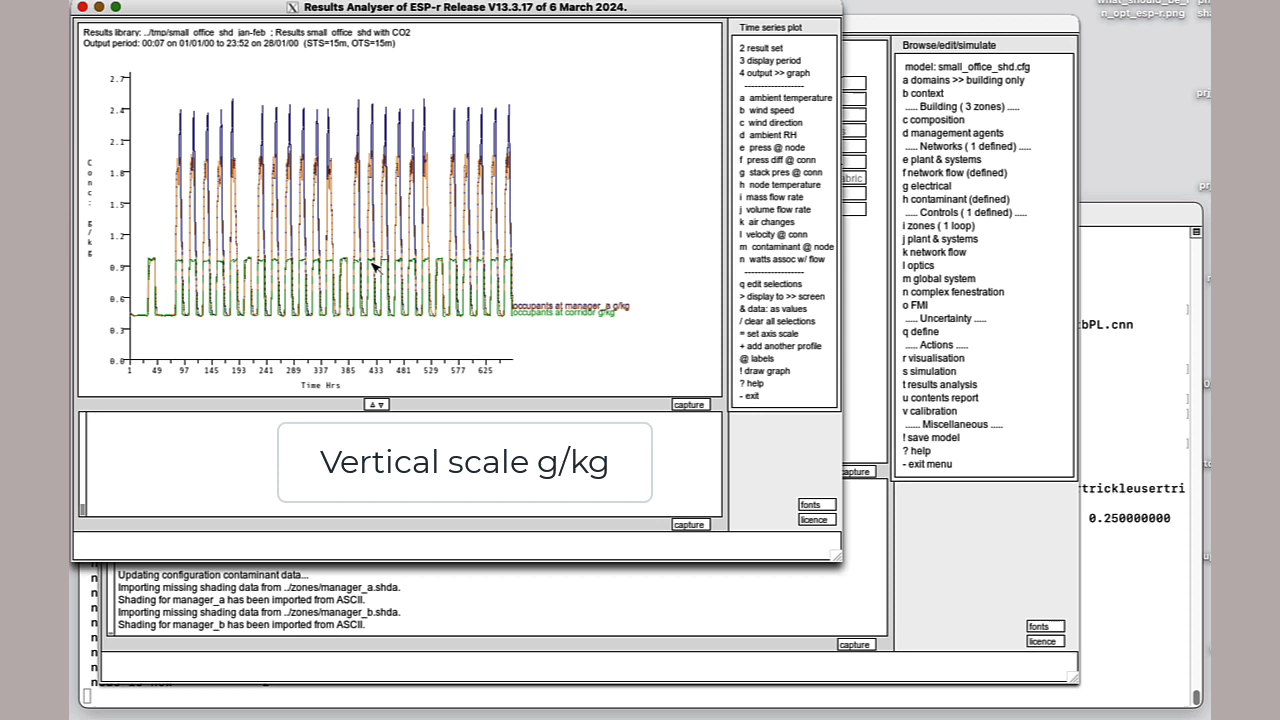 Results Analyser of ESP-r Release V13.3.17 of 6 March 2024.
Results library: ../tmp/small_office_shd_jan-feb ; Results small_office_shd with CO2
Output period: 00:07 on 01/01/00 to 23:52 on 28/01/00 (STS=15m, OTS=15m)
2.7
2.4
2.1
1.8
1.5
1.2
0.9
0.6
0.3
0.0
Conc: g/kg
occupants at manager_a g/kg
occupants at corridor g/kg
1 49 97 145 193 241 289 337 385 433 481 529 577 625
Time Hrs
capture
Vertical scale g/kg
capture
Time series plot
2 result set
3 display period
4 output >> graph
------------------
a ambient temperature
b wind speed
c wind direction
d ambient RH
e press @ node
f press diff @ conn
g stack pres @ conn
h node temperature
i mass flow rate
j volume flow rate
k air changes
l velocity @ conn
m contaminant @ node
n watts assoc w/ flow
------------------
q edit selections
> display to >> screen
& data: as values
/ clear all selections
= set axis scale
+ add another profile
@ labels
! draw graph
? help
- exit
fonts
licence
abric
capture
Browse/edit/simulate
model: small_office_shd.cfg
a domains >> building only
b context
..... Building ( 3 zones) .....
c composition
d management agents
..... Networks ( 1 defined) .....
e plant & systems
f network flow (defined)
g electrical
h contaminant (defined)
..... Controls ( 1 defined) .....
i zones ( 1 loop)
j plant & systems
k network flow
l optics
m global system
n complex fenestration
o FMI
..... Uncertainty .....
q define
..... Actions .....
r visualisation
s simulation
t results analysis
u contents report
v calibration
...... Miscellaneous .....
! save model
? help
- exit menu
Updating configuration contaminant data...
Importing missing shading data from ../zones/manager_a.shda.
Shading for manager_a has been imported from ASCII.
Importing missing shading data from ../zones/manager_b.shda.
Shading for manager_b has been imported from ASCII.
capture
fonts
licence
n_opt_esp-r.png
bPL.cnn
trickleusertri
0.250000000